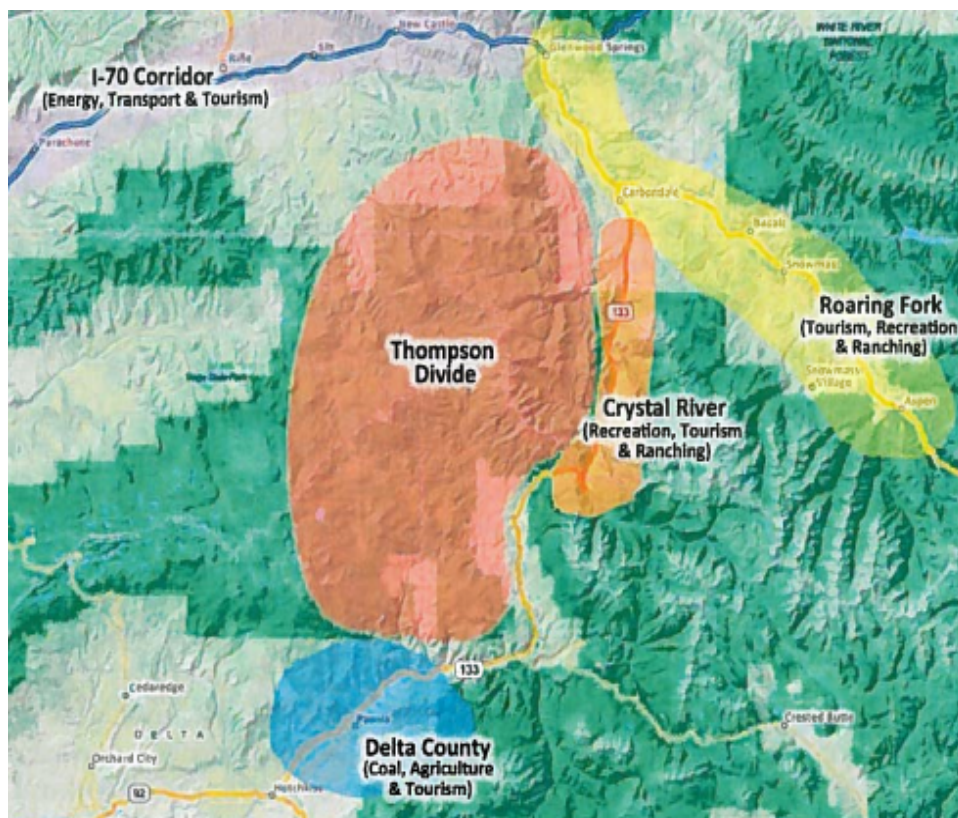 New Castle
Silt
Rifle
Glenwood Springs
WHITE RIVER
NATIONAL
I-70 Corridor
(Energy, Transport & Tourism)
Parachute
Carbondale
Basalt
Snowmass
133
Roaring Fork
(Tourism, Recreation
& Ranching)
Thompson
Divide
Snowmass
Village
Aspen
Crystal River
(Recreation, Tourism
& Ranching)
133
Cedaredge
Paonia
Crested Butte
DELTA
Delta County
(Coal, Agriculture
& Tourism)
Orchard City
92
Hotchkiss